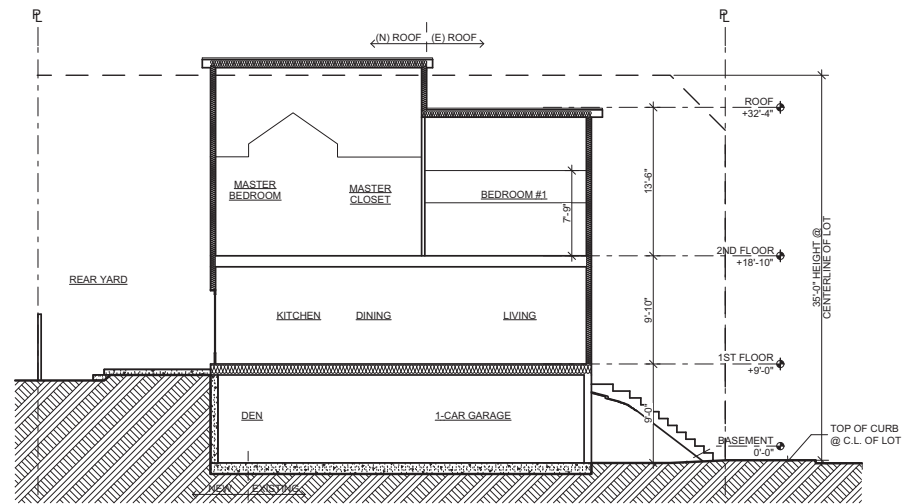 PL
PL
(N) ROOF
(E) ROOF
ROOF
+32'-4"
MASTER
BEDROOM
MASTER
CLOSET
BEDROOM #1
7'-9"
13'-6"
2ND FLOOR
+18'-10"
35'-0" HEIGHT @
CENTERLINE OF LOT
REAR YARD
KITCHEN
DINING
LIVING
9'-10"
1ST FLOOR
+9'-0"
DEN
1-CAR GARAGE
9'-0"
BASEMENT
0'-0"
TOP OF CURB
@ C.L. OF LOT
NEW
EXISTING